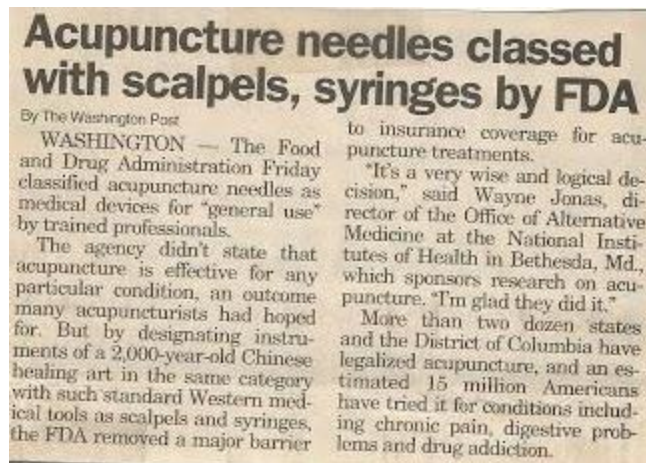 Acupuncture needles classed
with scalpels, syringes by FDA
By The Washington Post
WASHINGTON — The Food
and Drug Administration Friday
classified acupuncture needles as
medical devices for "general use"
by trained professionals.
The agency didn't state that
acupuncture is effective for any
particular condition, an outcome
many acupuncturists had hoped
for. But by designating instru-
ments of a 2,000-year-old Chinese
healing art in the same category
with such standard Western med-
ical tools as scalpels and syringes,
the FDA removed a major barrier
to insurance coverage for acu-
puncture treatments.
"It's a very wise and logical de-
cision," said Wayne Jonas, di-
rector of the Office of Alternative
Medicine at the National Insti-
tutes of Health in Bethesda, Md.,
which sponsors research on acu-
puncture. "I'm glad they did it."
More than two dozen states
and the District of Columbia have
legalized acupuncture, and an es-
timated 15 million Americans
have tried it for conditions includ-
ing chronic pain, digestive prob-
lems and drug addiction.